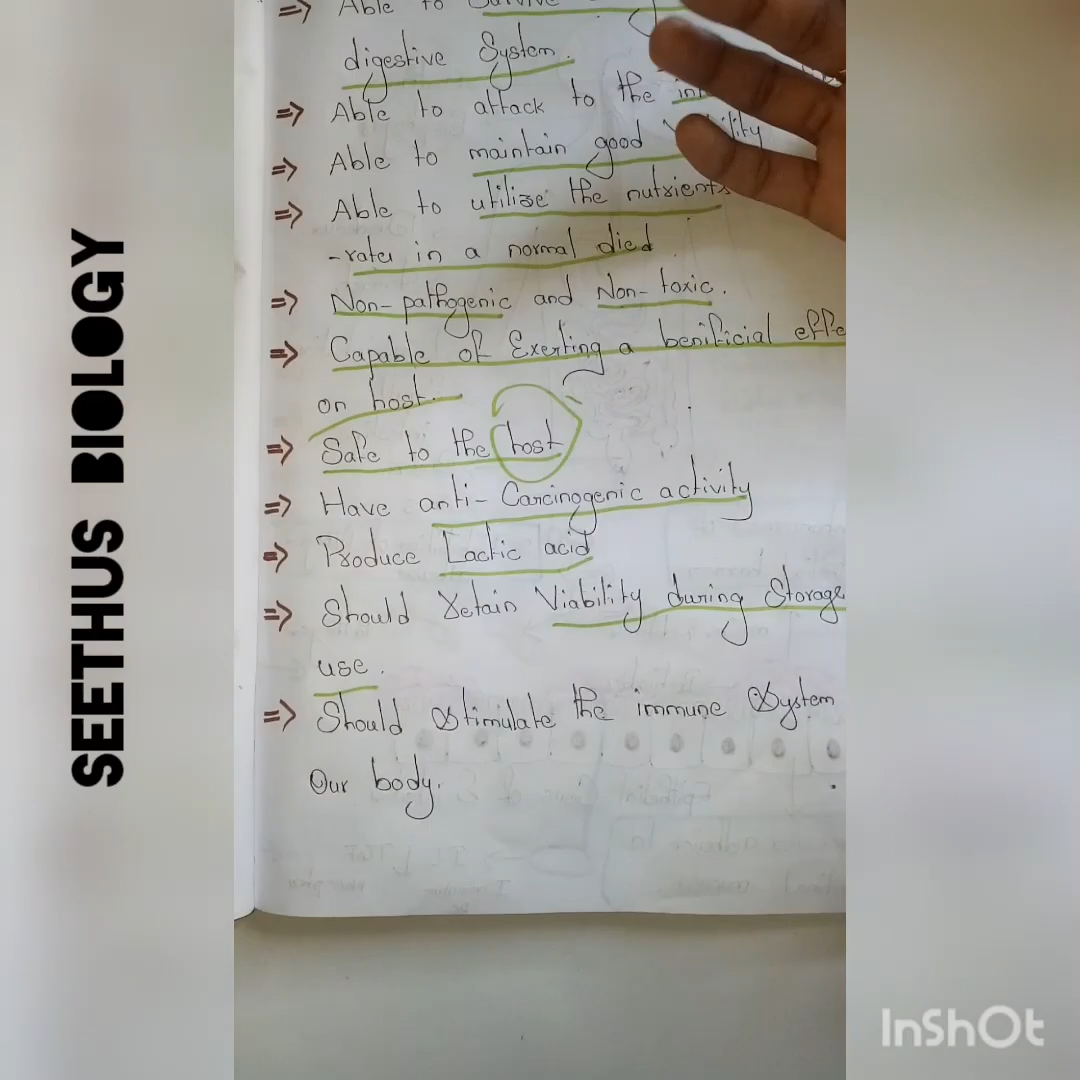 SEETHUS BIOLOGY
=> Able to Survive
digestive System.
=> Able to attack to the
=> Able to maintain good
=> Able to utilise the nutrients
-rates in a normal died
=> Non-pathogenic and Non-toxic.
=> Capable of Exerting a benificial effe
on host.
=> Safe to the host
=> Have anti-Carcinogenic activity
=> Produce Lactic acid
=> Should retain Viability during Storage
use.
=> Should Stimulate the immune System
Our body.
InShOt